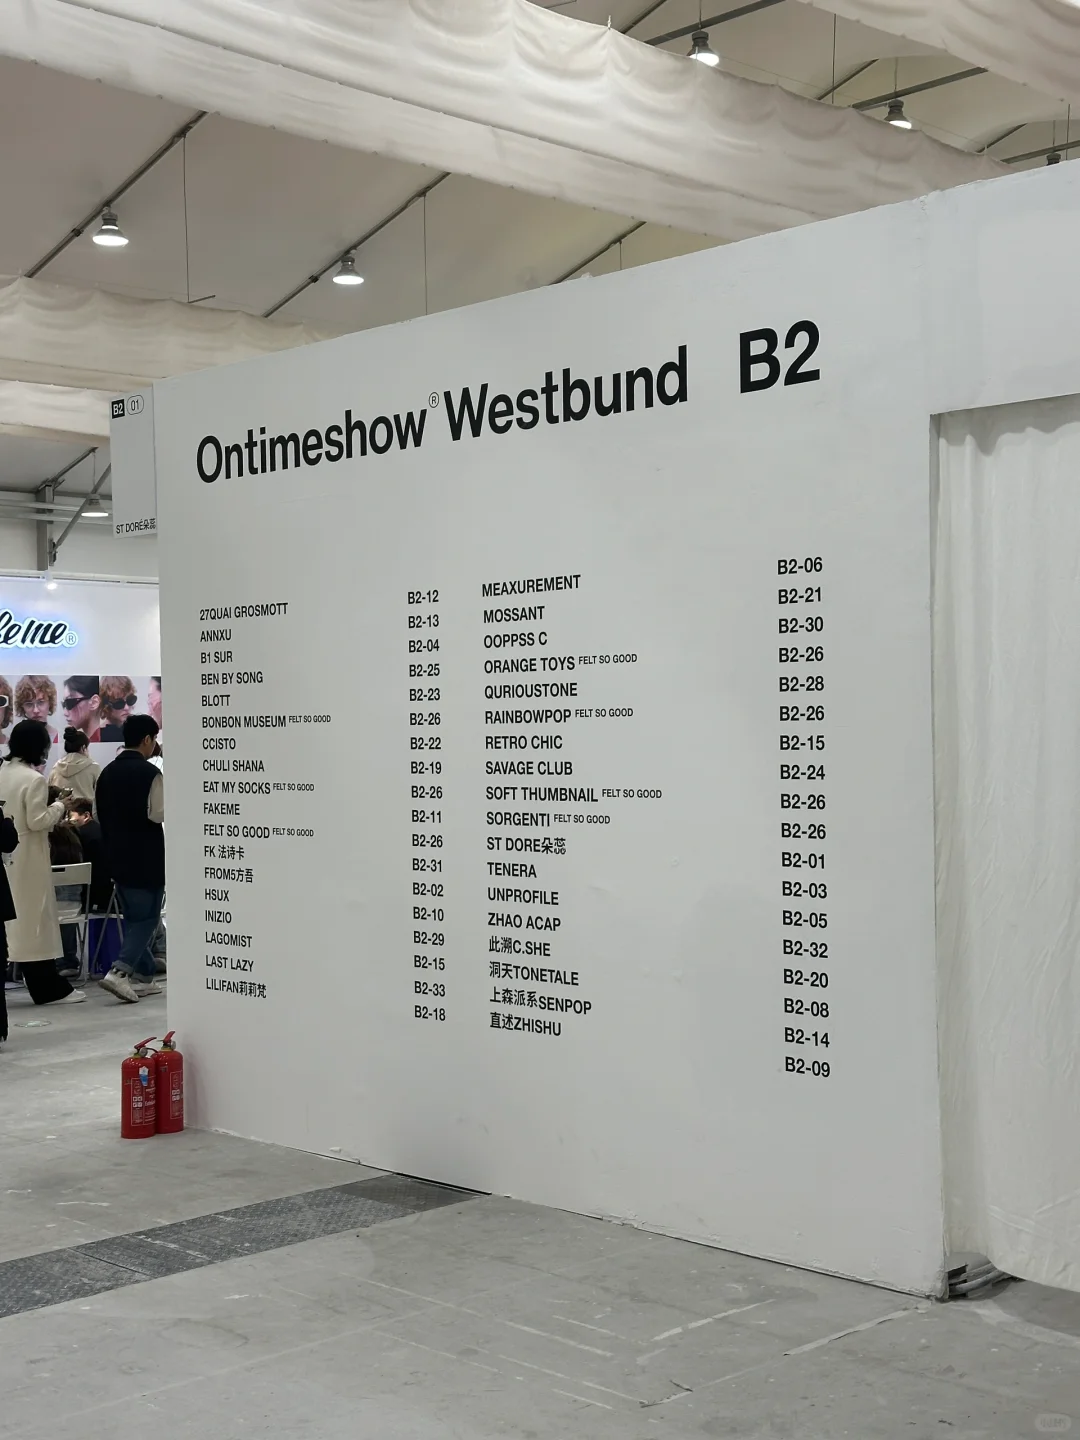 B2 01
ST DORÉ朵蕊
Ontimeshow® Westbund B2
27QUAI GROSMOTT B2-12
ANNXU B2-13
B1 SUR B2-04
BEN BY SONG B2-25
BLOTT B2-23
BONBON MUSEUM FELT SO GOOD B2-26
CCISTO B2-22
CHULI SHANA B2-19
EAT MY SOCKS FELT SO GOOD B2-26
FAKEME B2-11
FELT SO GOOD FELT SO GOOD B2-26
FK 法诗卡 B2-31
FROM5方吾 B2-02
HSUX B2-10
INIZIO B2-29
LAGOMIST B2-15
LAST LAZY B2-33
LILIFAN莉莉梵 B2-18
MEAXUREMENT B2-06
MOSSANT B2-21
OOPPSS C B2-30
ORANGE TOYS FELT SO GOOD B2-26
QURIOUSTONE B2-28
RAINBOWPOP FELT SO GOOD B2-26
RETRO CHIC B2-15
SAVAGE CLUB B2-24
SOFT THUMBNAIL FELT SO GOOD B2-26
SORGENTI FELT SO GOOD B2-26
ST DORE朵蕊 B2-01
TENERA B2-03
UNPROFILE B2-05
ZHAO ACAP B2-32
此溯C.SHE B2-20
洞天TONETALE B2-08
上森派系SENPOP B2-14
直述ZHISHU B2-09